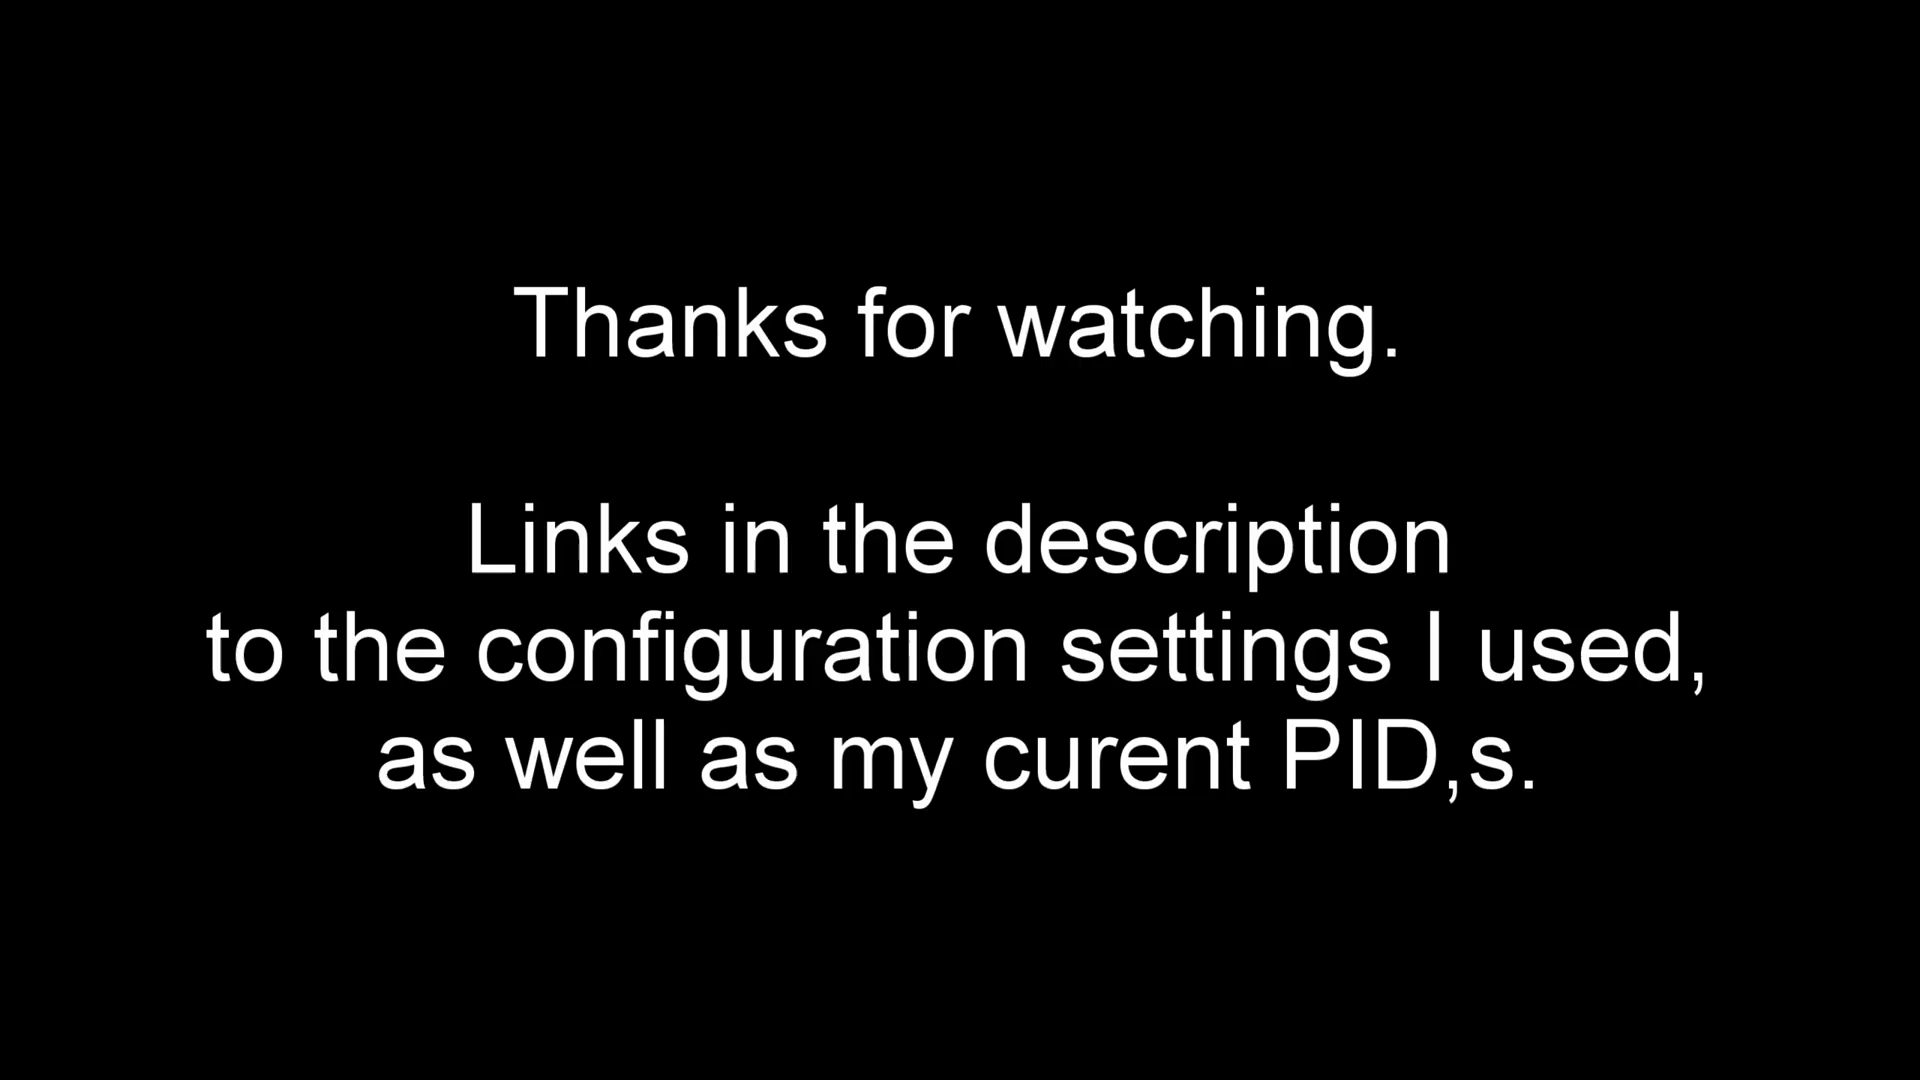 Thanks for watching.
Links in the description
to the configuration settings I used,
as well as my curent PID,s.